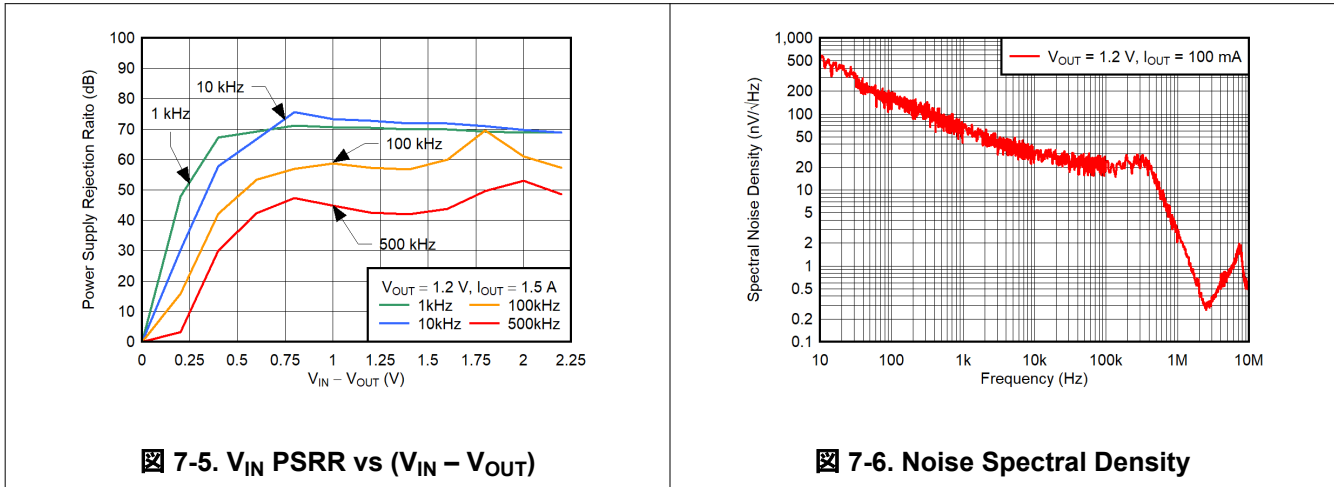 100
90
80
70
60
50
40
30
20
10
0
Power Supply Rejection Raito (dB)
10 kHz
1 kHz
100 kHz
500 kHz
VOUT = 1.2 V, IOUT = 1.5 A
1kHz 100kHz
10kHz 500kHz
0 0.25 0.5 0.75 1 1.25 1.5 1.75 2 2.25
VIN – VOUT (V)
図 7-5. VIN PSRR vs (VIN – VOUT)
1,000
500
200
100
50
20
10
5
2
1
0.5
0.2
0.1
Spectral Noise Density (nV/√Hz)
VOUT = 1.2 V, IOUT = 100 mA
10 100 1k 10k 100k 1M 10M
Frequency (Hz)
図 7-6. Noise Spectral Density